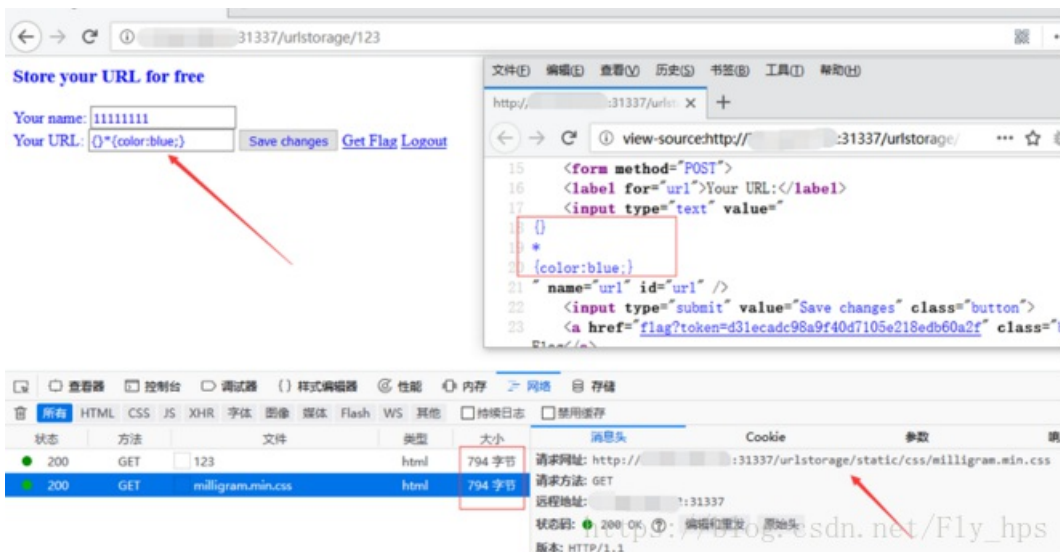 31337/urlstorage/123
Store your URL for free
Your name: 11111111
Your URL: {}*{color:blue;} Save changes Get Flag Logout
文件(F) 编辑(E) 查看(V) 历史(S) 书签(B) 工具(T) 帮助(H)
http:/ :31337/urlst
view-source:http:// :31337/urlstorage/
15 <form method="POST">
16 <label for="url">Your URL:</label>
17 <input type="text" value="
18 {}
19 *
20 {color:blue;}
21 " name="url" id="url" />
22 <input type="submit" value="Save changes" class="button">
23 <a href="flag?token=d31ecadc98a9f40d7105e218edb60a2f" class="
查看器 控制台 调试器 样式编辑器 性能 内存 网络 存储
所有 HTML CSS JS XHR 字体 图像 媒体 Flash WS 其他 持续日志 禁用缓存
状态 方法 文件 类型 大小 消息头 Cookie 参数
200 GET 123 html 794 字节
200 GET milligram.min.css html 794 字节
请求网址: http:// :31337/urlstorage/static/css/milligram.min.css
请求方法: GET
远程地址: :31337
状态码: 200 OK 编辑和重发 原始头
版本: HTTP/1.1
https://blog.csdn.net/Fly_hps